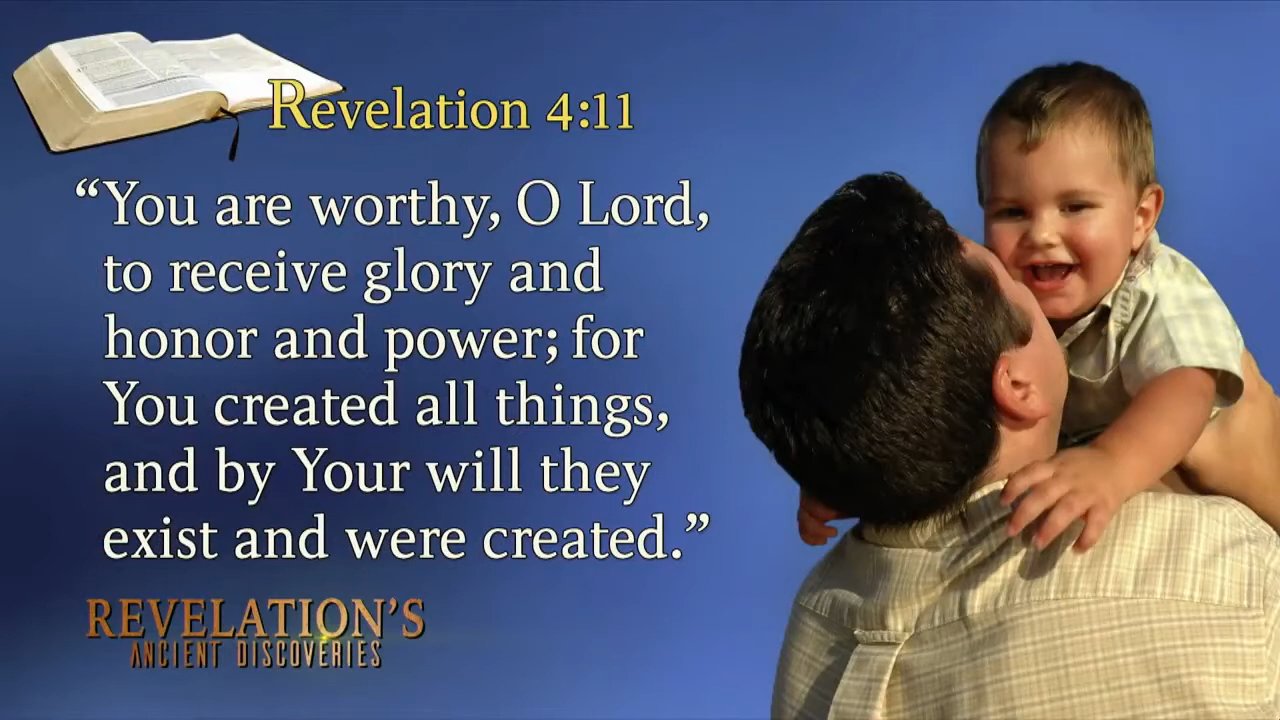 Revelation 4:11
“You are worthy, O Lord,
to receive glory and
honor and power; for
You created all things,
and by Your will they
exist and were created.”
REVELATION’S
ANCIENT DISCOVERIES